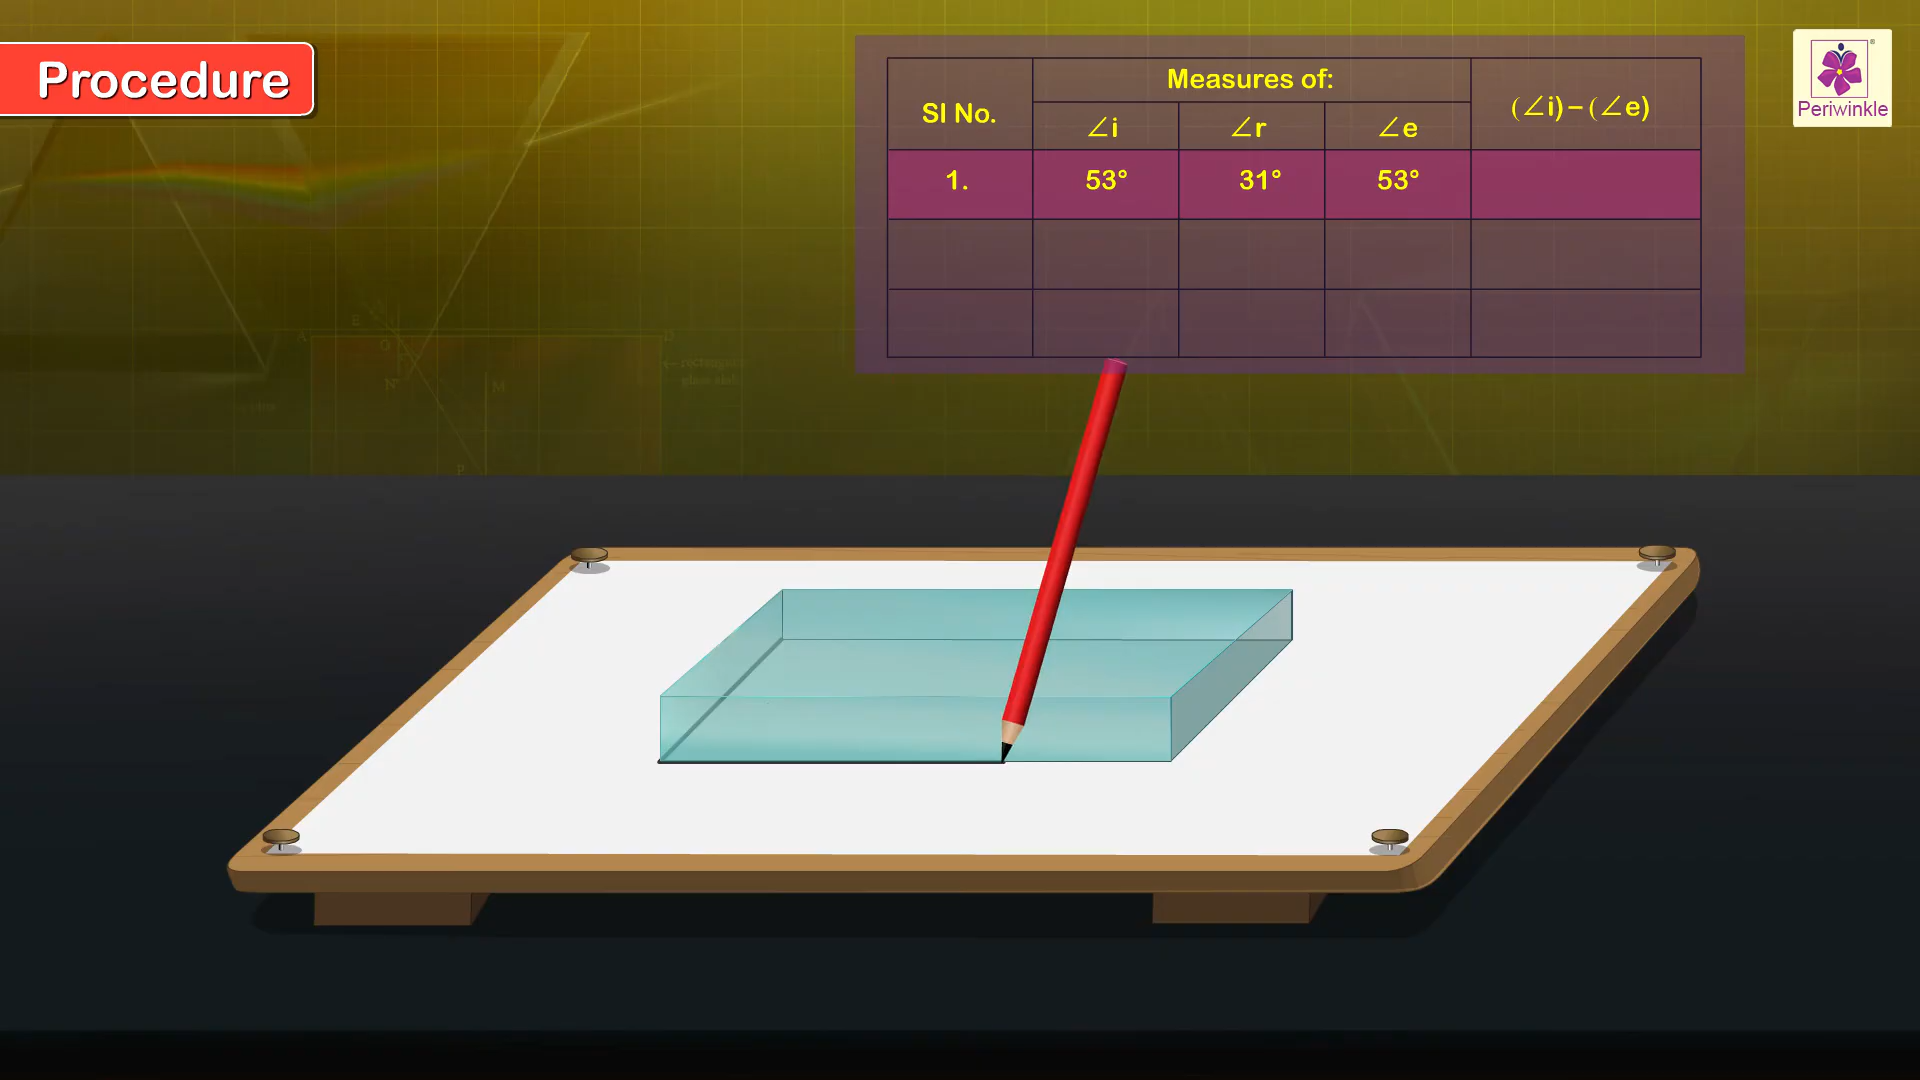 Procedure
Measures of:
Sl No.
∠i
∠r
∠e
(∠i) – (∠e)
1.
53°
31°
53°
Periwinkle
A
E
D
G
N
M
P